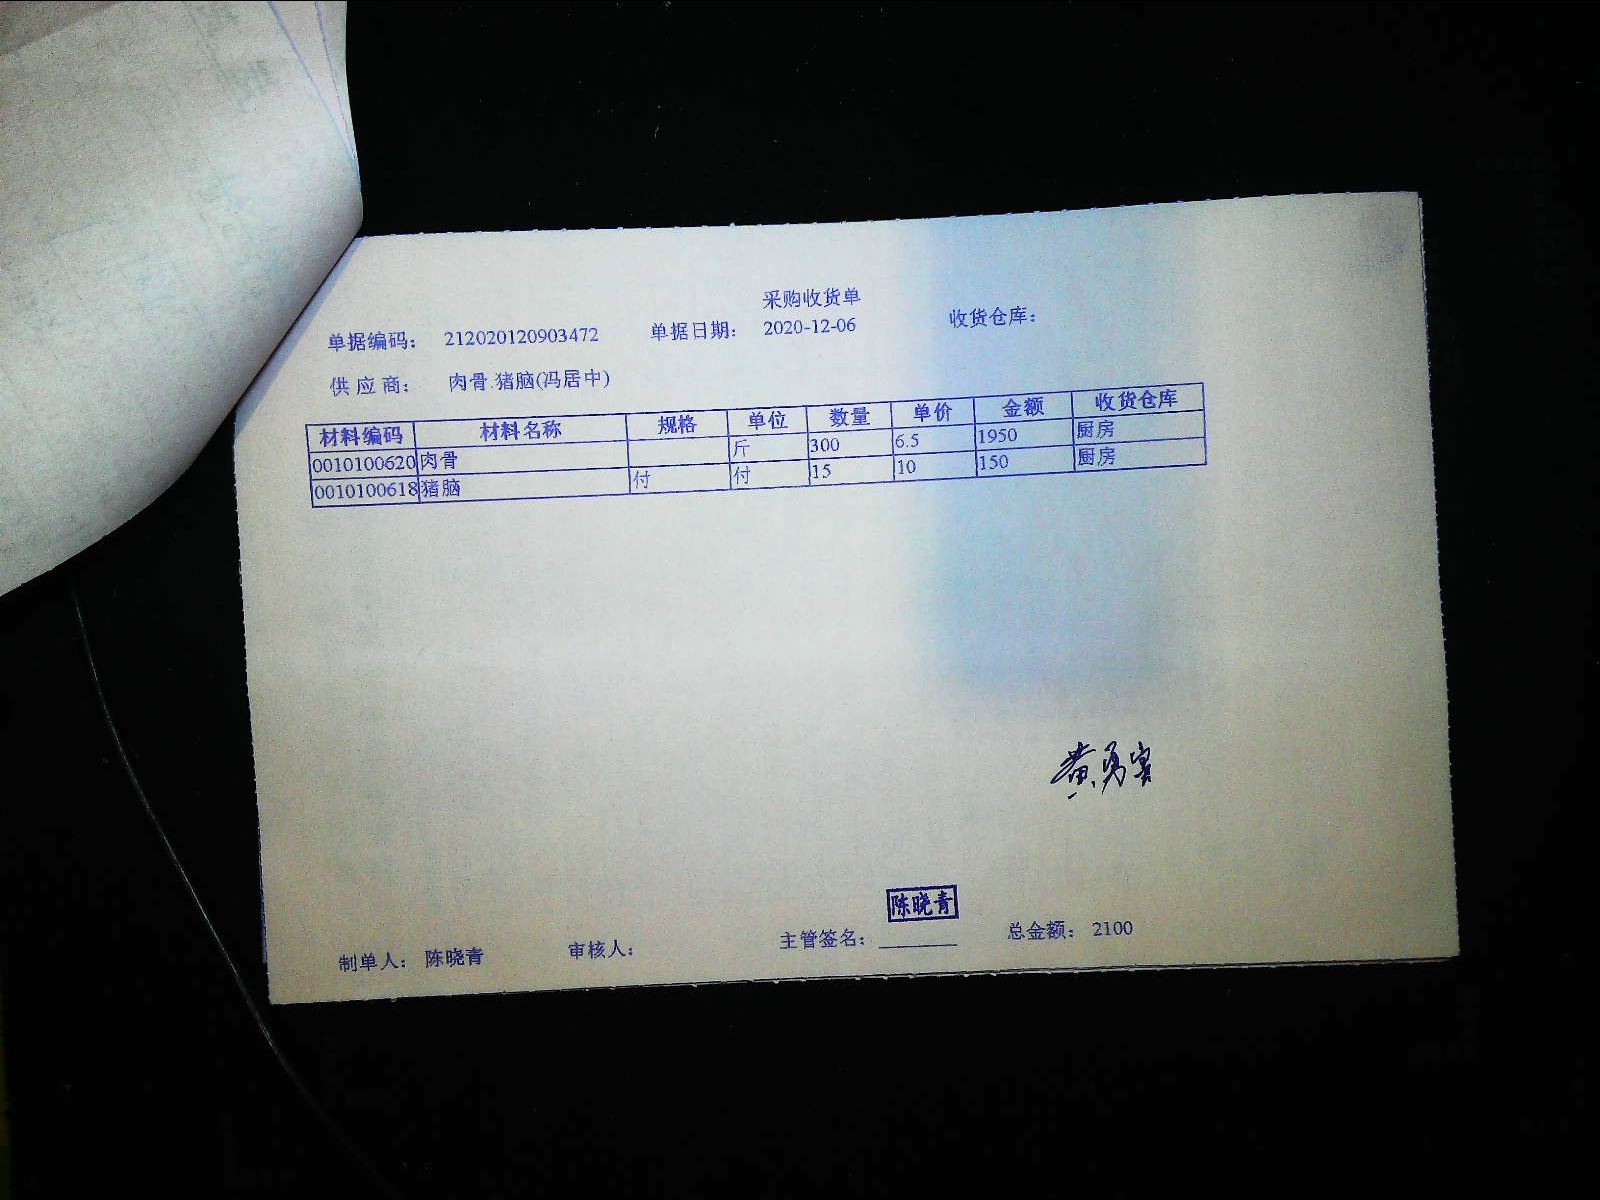 采购收货单
单据编码： 212020120903472 单据日期： 2020-12-06 收货仓库：
供 应 商： 肉骨.猪脑(冯居中)
材料编码 材料名称 规格 单位 数量 单价 金额 收货仓库
0010100620 肉骨 斤 300 6.5 1950 厨房
0010100618 猪脑 付 付 15 10 150 厨房
陈晓青
制单人： 陈晓青 审核人： 主管签名： 总金额： 2100